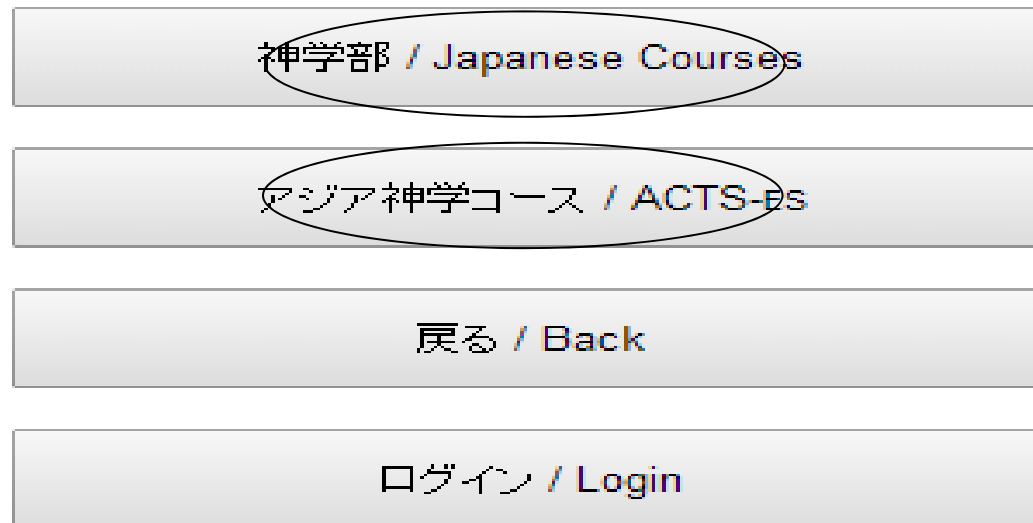 神学部 / Japanese Courses
アジア神学コース / ACTS-ES
戻る / Back
ログイン / Login